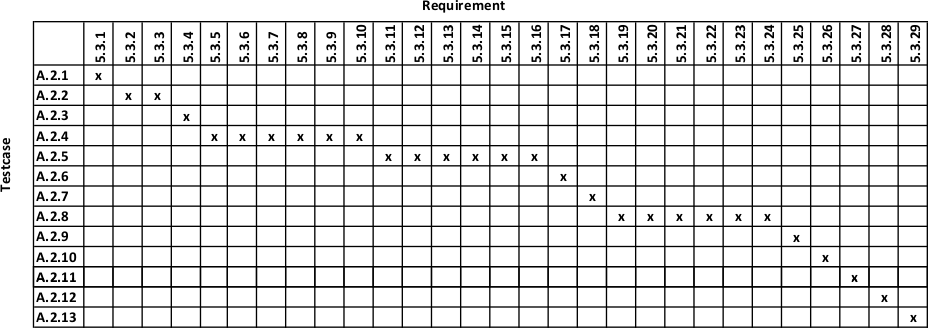 Requirement
5.3.1 5.3.2 5.3.3 5.3.4 5.3.5 5.3.6 5.3.7 5.3.8 5.3.9 5.3.10 5.3.11 5.3.12 5.3.13 5.3.14 5.3.15 5.3.16 5.3.17 5.3.18 5.3.19 5.3.20 5.3.21 5.3.22 5.3.23 5.3.24 5.3.25 5.3.26 5.3.27 5.3.28 5.3.29
Testcase
A.2.1 x
A.2.2 x x
A.2.3 x
A.2.4 x x x x x x
A.2.5 x x x x x x
A.2.6 x
A.2.7 x
A.2.8 x x x x x x
A.2.9 x
A.2.10 x
A.2.11 x
A.2.12 x
A.2.13 x